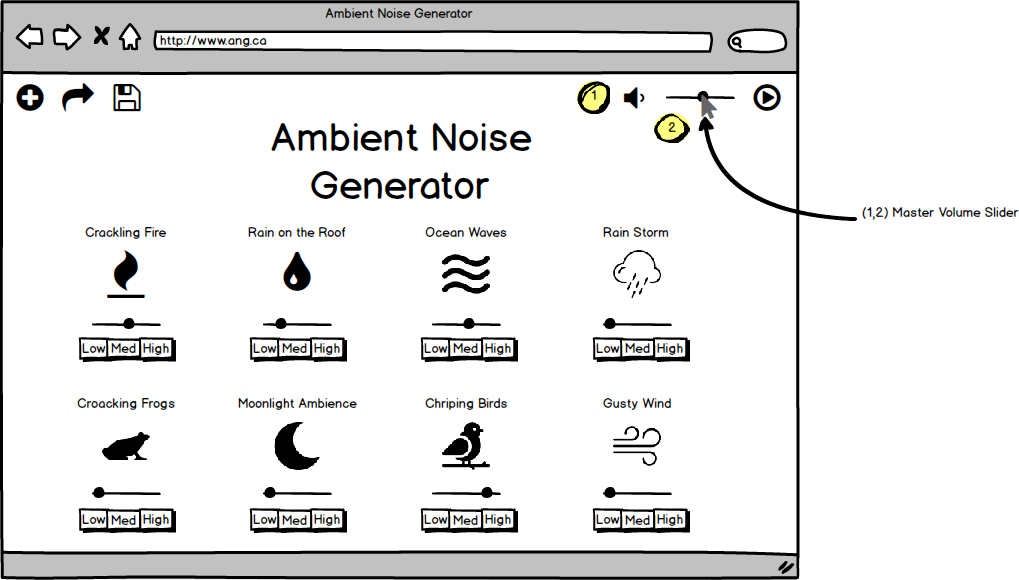 Ambient Noise Generator
http://www.ang.ca
1
2
Ambient Noise
Generator
(1,2) Master Volume Slider
Crackling Fire
Rain on the Roof
Ocean Waves
Rain Storm
Low Med High
Low Med High
Low Med High
Low Med High
Croacking Frogs
Moonlight Ambience
Chriping Birds
Gusty Wind
Low Med High
Low Med High
Low Med High
Low Med High